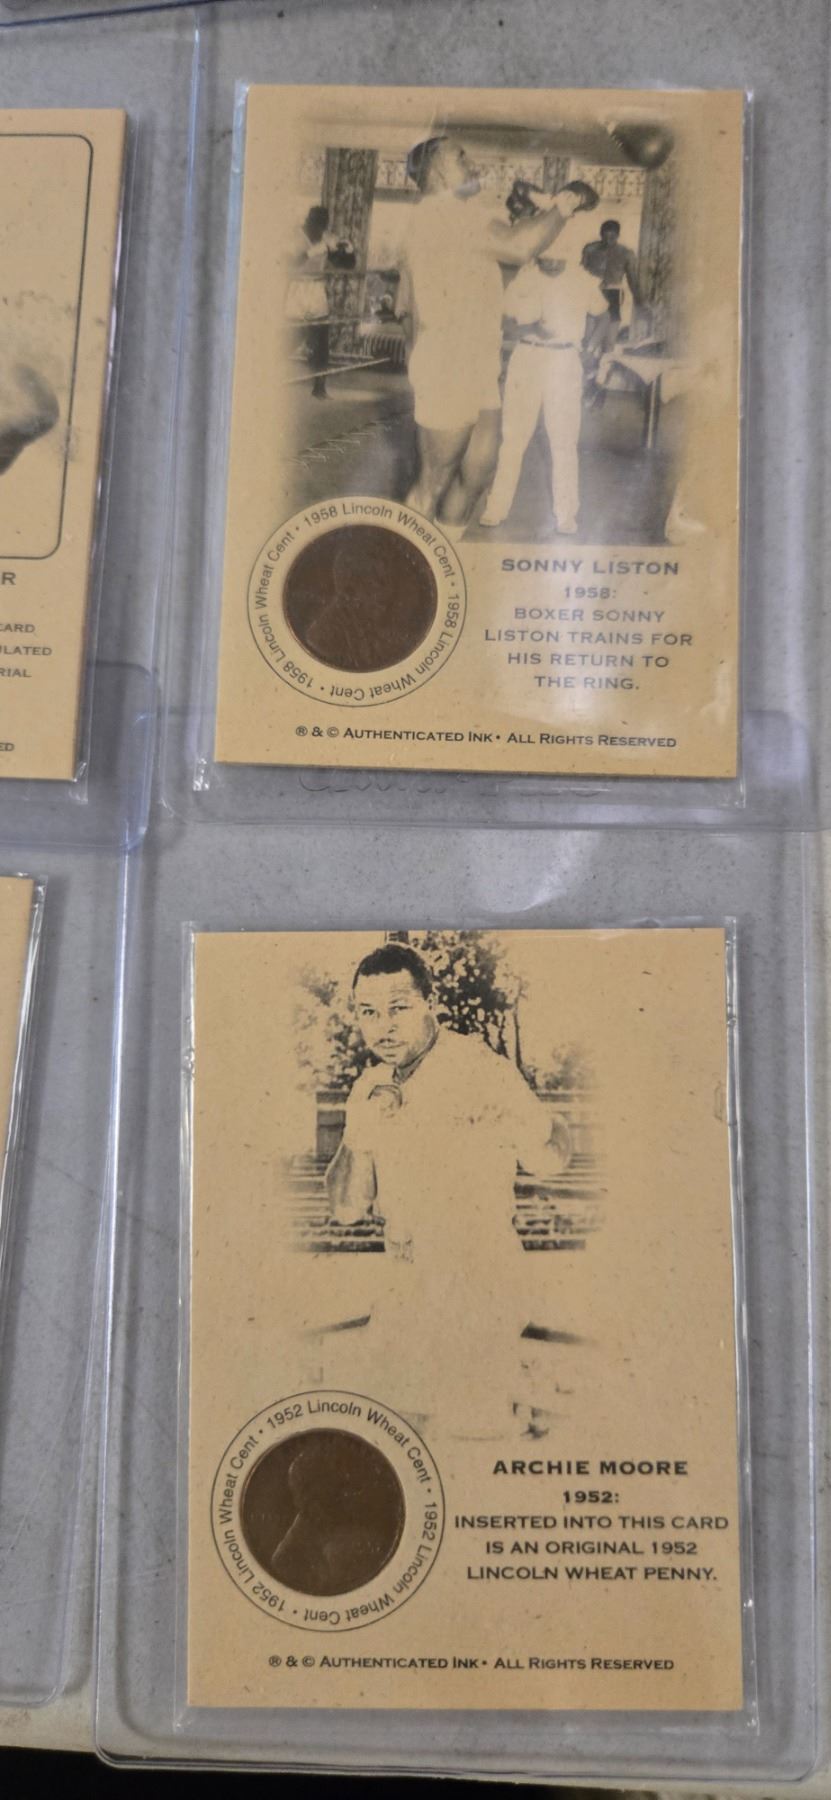 R
CARD
ULATED
RIAL
ED
1958 Lincoln Wheat Cent • 1958 Lincoln Wheat Cent • 1958 Lincoln Wheat Cent •
SONNY LISTON
1958:
BOXER SONNY
LISTON TRAINS FOR
HIS RETURN TO
THE RING.
® & © AUTHENTICATED INK • ALL RIGHTS RESERVED
1952 Lincoln Wheat Cent • 1952 Lincoln Wheat Cent • 1952 Lincoln Wheat Cent •
ARCHIE MOORE
1952:
INSERTED INTO THIS CARD
IS AN ORIGINAL 1952
LINCOLN WHEAT PENNY.
® & © AUTHENTICATED INK • ALL RIGHTS RESERVED